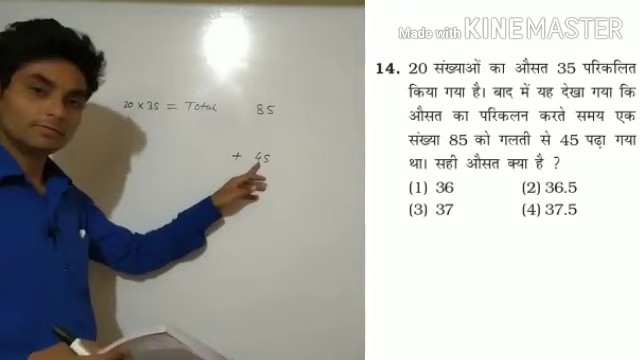 Made with KINEMASTER
20 × 35 = Total 85
+ 45
14. 20 संख्याओं का औसत 35 परिकलित
किया गया है। बाद में यह देखा गया कि
औसत का परिकलन करते समय एक
संख्या 85 को गलती से 45 पढ़ा गया
था। सही औसत क्या है ?
(1) 36 (2) 36.5
(3) 37 (4) 37.5